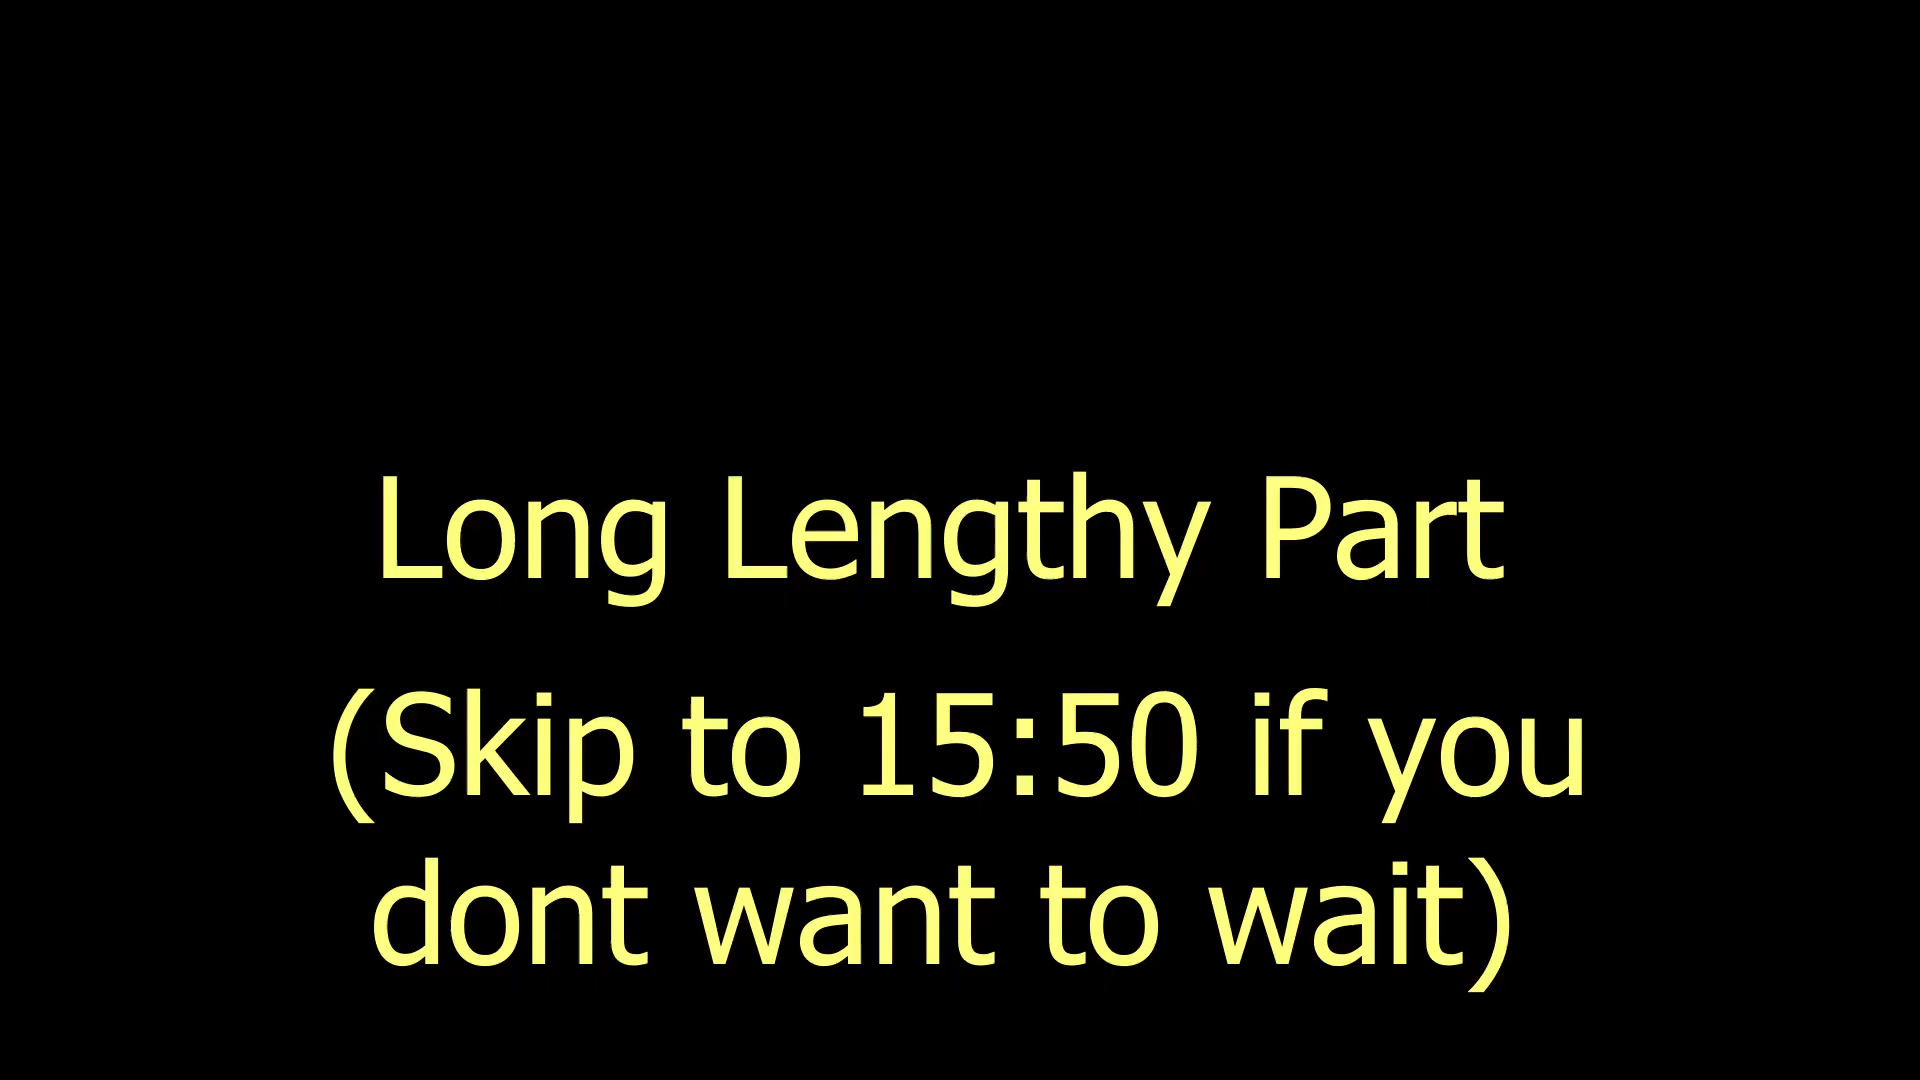 Long Lengthy Part
(Skip to 15:50 if you
dont want to wait)